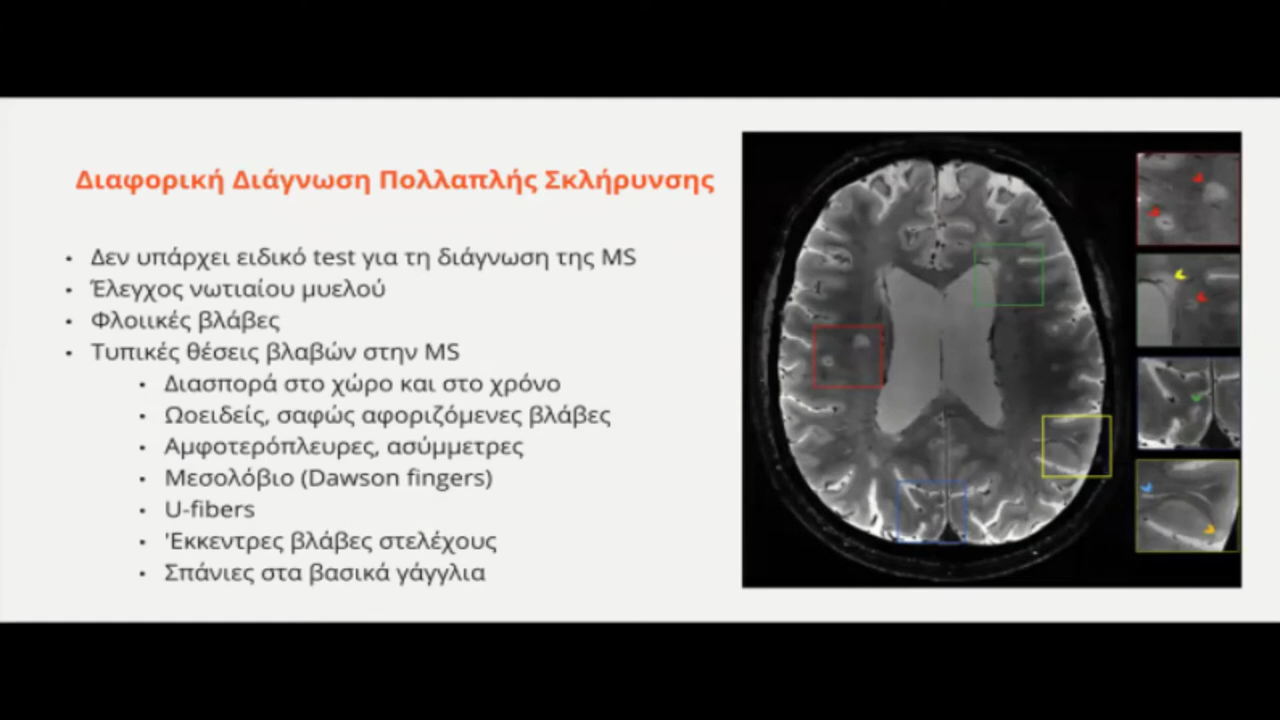 Διαφορική Διάγνωση Πολλαπλής Σκλήρυνσης
• Δεν υπάρχει ειδικό test για τη διάγνωση της MS
• Έλεγχος νωτιαίου μυελού
• Φλοιικές βλάβες
• Τυπικές θέσεις βλαβών στην MS
• Διασπορά στο χώρο και στο χρόνο
• Ωοειδείς, σαφώς αφοριζόμενες βλάβες
• Αμφοτερόπλευρες, ασύμμετρες
• Μεσολόβιο (Dawson fingers)
• U-fibers
• 'Εκκεντρες βλάβες στελέχους
• Σπάνιες στα βασικά γάγγλια